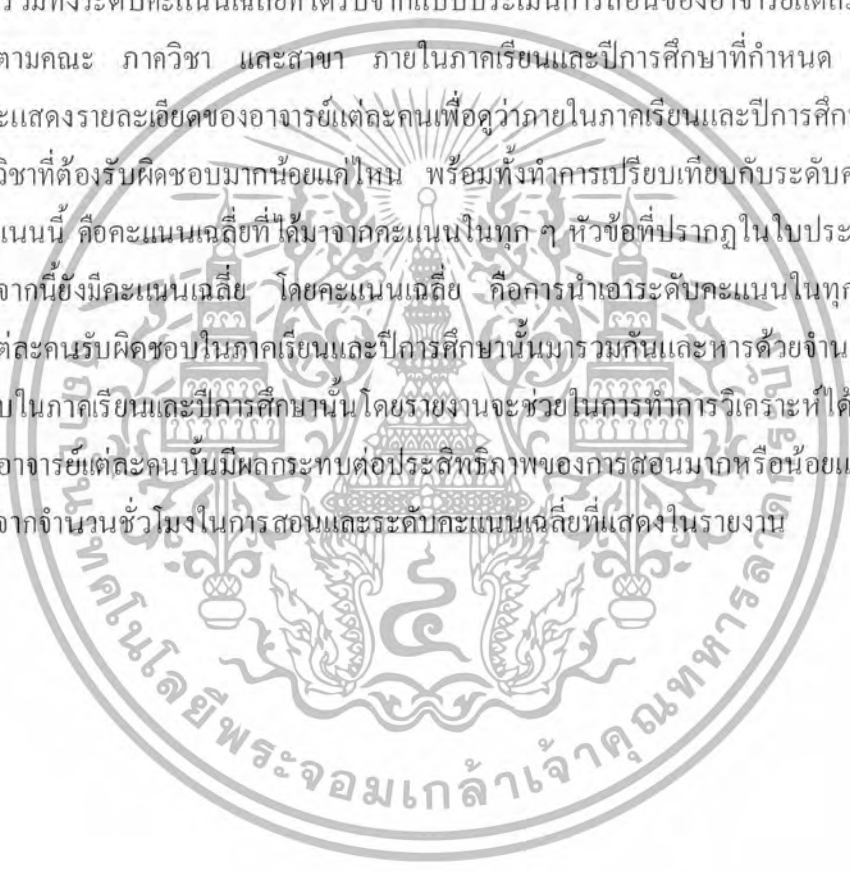 รวมทั้งระดับคะแนนเฉลี่ยที่ได้รับจากแบบประเมินการสอนของอาจารย์แต่ละ
ตามคณะ ภาควิชา และสาขา ภายในภาคเรียนและปีการศึกษาที่กำหนด
ะแสดงรายละเอียดของอาจารย์แต่ละคนเพื่อดูว่าภายในภาคเรียนและปีการศึกษ
วิชาที่ต้องรับผิดชอบมากน้อยแค่ไหน พร้อมทั้งทำการเปรียบเทียบกับระดับค
แนนนี้ คือคะแนนเฉลี่ยที่ได้มาจากคะแนนในทุก ๆ หัวข้อที่ปรากฏในใบประ
จากนี้ยังมีคะแนนเฉลี่ย โดยคะแนนเฉลี่ย คือการนำเอาระดับคะแนนในทุก
ต่ละคนรับผิดชอบในภาคเรียนและปีการศึกษานั้นมารวมกันและหารด้วยจำน
บในภาคเรียนและปีการศึกษานั้นโดยรายงานจะช่วยในการทำการวิเคราะห์ได้
อาจารย์แต่ละคนนั้นมีผลกระทบต่อประสิทธิภาพของการสอนมากหรือน้อยแ
จากจำนวนชั่วโมงในการสอนและระดับคะแนนเฉลี่ยที่แสดงในรายงาน
สถาบันเทคโนโลยีพระจอมเกล้าเจ้าคุณทหารลาดกระบัง